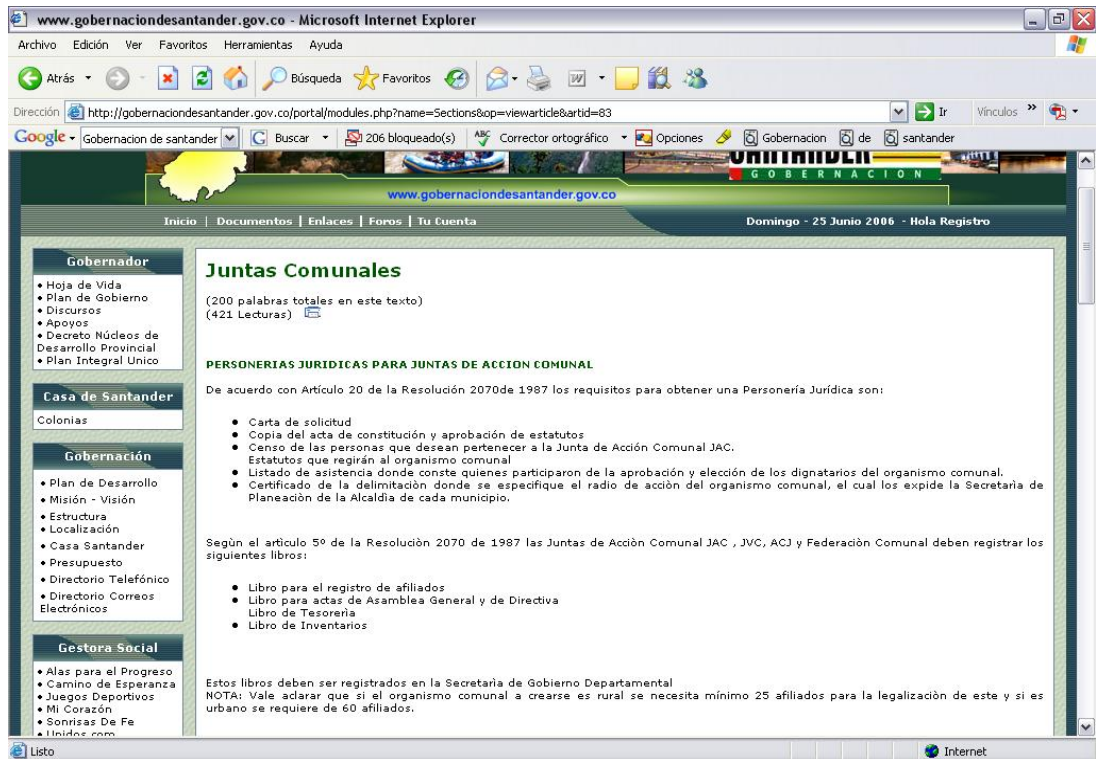 www.gobernaciondesantander.gov.co - Microsoft Internet Explorer
Archivo Edición Ver Favoritos Herramientas Ayuda
Atrás Búsqueda Favoritos
Dirección http://gobernaciondesantander.gov.co/portal/modules.php?name=Sections&op=viewarticle&artid=83 Ir Vínculos »
Google Gobernacion de santander Buscar 206 bloqueado(s) ABC Corrector ortográfico Opciones Gobernacion de santander
SANTANDER
GOBERNACION
www.gobernaciondesantander.gov.co
Inicio | Documentos | Enlaces | Foros | Tu Cuenta Domingo - 25 Junio 2006 - Hola Registro
Gobernador
• Hoja de Vida
• Plan de Gobierno
• Discursos
• Apoyos
• Decreto Núcleos de
Desarrollo Provincial
• Plan Integral Unico
Casa de Santander
Colonias
Gobernación
• Plan de Desarrollo
• Misión - Visión
• Estructura
• Localización
• Casa Santander
• Presupuesto
• Directorio Telefónico
• Directorio Correos
Electrónicos
Gestora Social
• Alas para el Progreso
• Camino de Esperanza
• Juegos Deportivos
• Mi Corazón
• Sonrisas De Fe
• Unidos com
Juntas Comunales
(200 palabras totales en este texto)
(421 Lecturas)
PERSONERIAS JURIDICAS PARA JUNTAS DE ACCION COMUNAL
De acuerdo con Artículo 20 de la Resolución 2070de 1987 los requisitos para obtener una Personería Jurídica son:
• Carta de solicitud
• Copia del acta de constitución y aprobación de estatutos
• Censo de las personas que desean pertenecer a la Junta de Acción Comunal JAC.
Estatutos que regirán al organismo comunal
• Listado de asistencia donde conste quienes participaron de la aprobación y elección de los dignatarios del organismo comunal.
• Certificado de la delimitaciòn donde se especifique el radio de acciòn del organismo comunal, el cual los expide la Secretarìa de
Planeaciòn de la Alcaldìa de cada municipio.
Segùn el artìculo 5º de la Resoluciòn 2070 de 1987 las Juntas de Acciòn Comunal JAC , JVC, ACJ y Federaciòn Comunal deben registrar los
siguientes libros:
• Libro para el registro de afiliados
• Libro para actas de Asamblea General y de Directiva
Libro de Tesorerìa
• Libro de Inventarios
Estos libros deben ser registrados en la Secretarìa de Gobierno Departamental
NOTA: Vale aclarar que si el organismo comunal a crearse es rural se necesita mínimo 25 afiliados para la legalizaciòn de este y si es
urbano se requiere de 60 afiliados.
Listo Internet